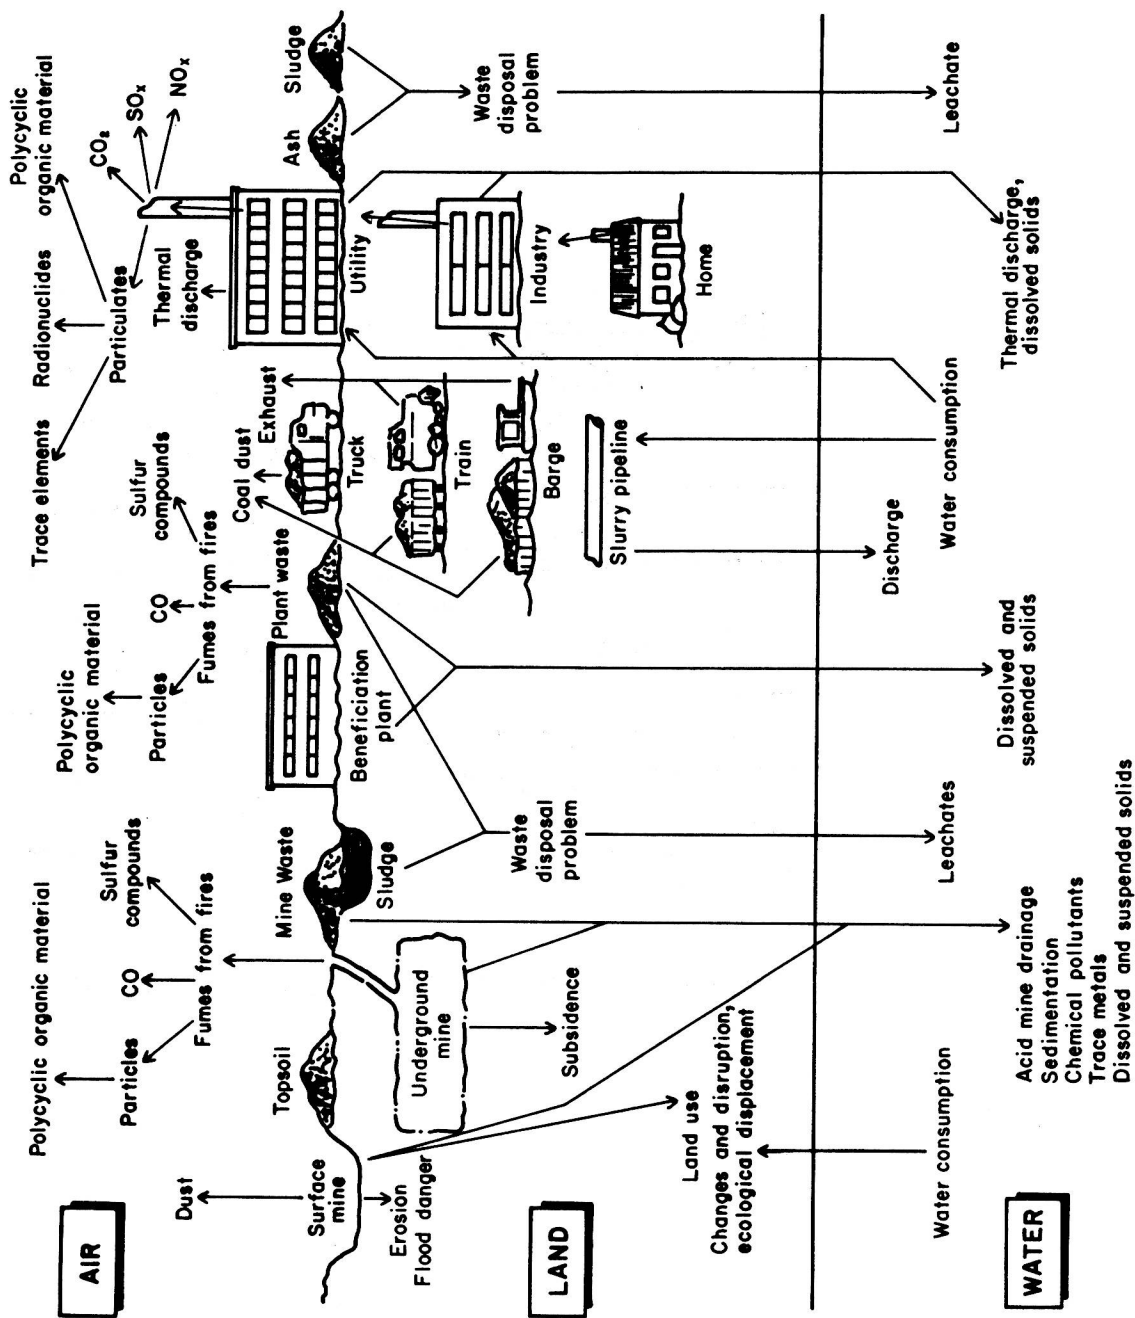 AIR
Dust
Polycyclic organic material
Particles
CO
Sulfur
compounds
Fumes from fires
Polycyclic
organic material
Particles
CO
Sulfur
compounds
Fumes from fires
Trace elements
Radionuclides
Polycyclic
organic material
Particulates
CO₂
SOₓ
NOₓ
Thermal
discharge
Coal dust
Exhaust
Surface
mine
Topsoil
Mine Waste
Plant waste
Ash
Sludge
Erosion
Flood danger
Underground
mine
Sludge
Beneficiation
plant
Truck
Utility
Train
Industry
Barge
Home
Slurry pipeline
LAND
Subsidence
Waste
disposal
problem
Waste
disposal
problem
Land use
Changes and disruption,
ecological displacement
Water consumption
Leachates
Discharge
Water consumption
Leachate
WATER
Acid mine drainage
Sedimentation
Chemical pollutants
Trace metals
Dissolved and suspended solids
Dissolved and
suspended solids
Thermal discharge,
dissolved solids